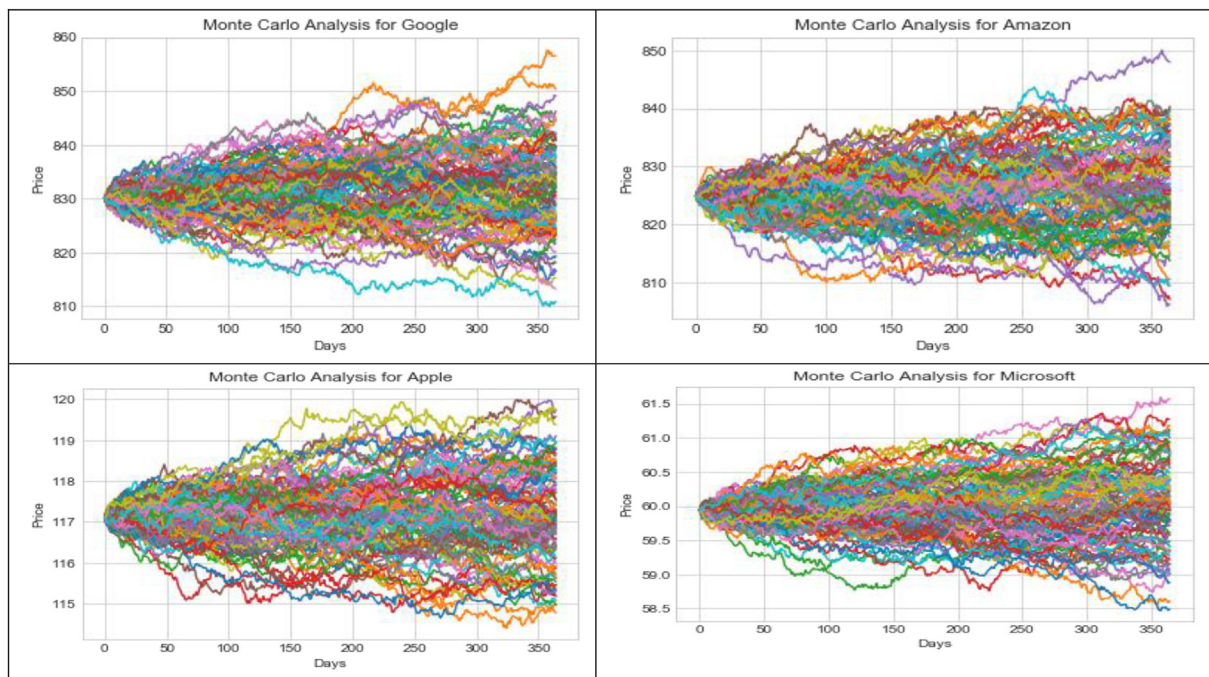 Monte Carlo Analysis for Google
860
850
840
830
820
810
Price
0 50 100 150 200 250 300 350
Days
Monte Carlo Analysis for Amazon
850
840
830
820
810
Price
0 50 100 150 200 250 300 350
Days
Monte Carlo Analysis for Apple
120
119
118
117
116
115
Price
0 50 100 150 200 250 300 350
Days
Monte Carlo Analysis for Microsoft
61.5
61.0
60.5
60.0
59.5
59.0
58.5
Price
0 50 100 150 200 250 300 350
Days